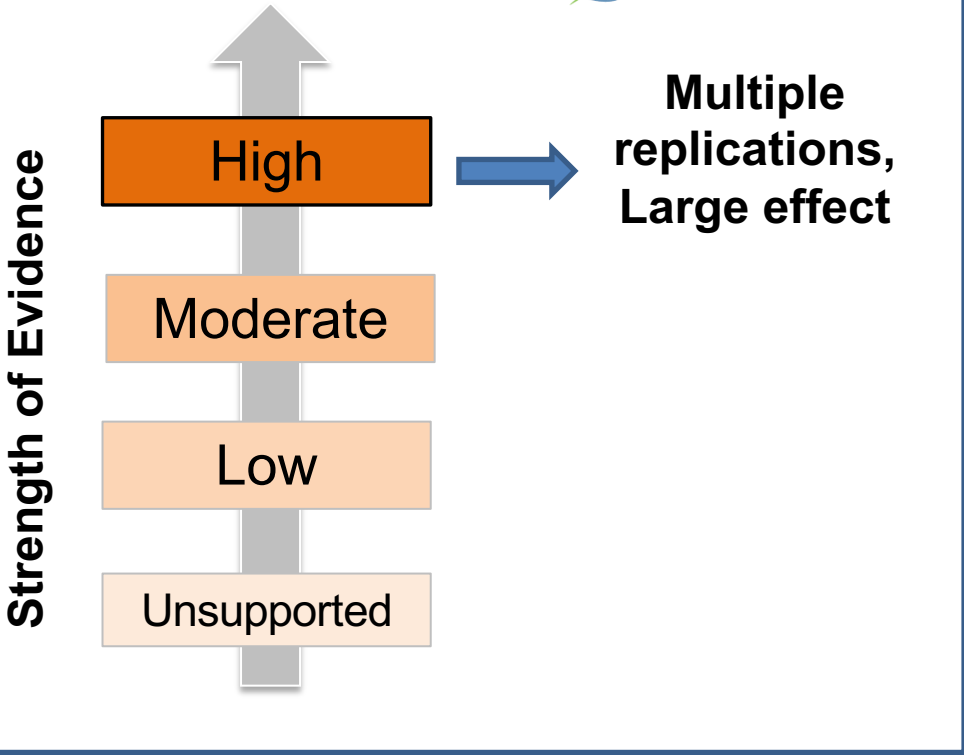 Strength of Evidence
High
Multiple
replications,
Large effect
Moderate
Low
Unsupported